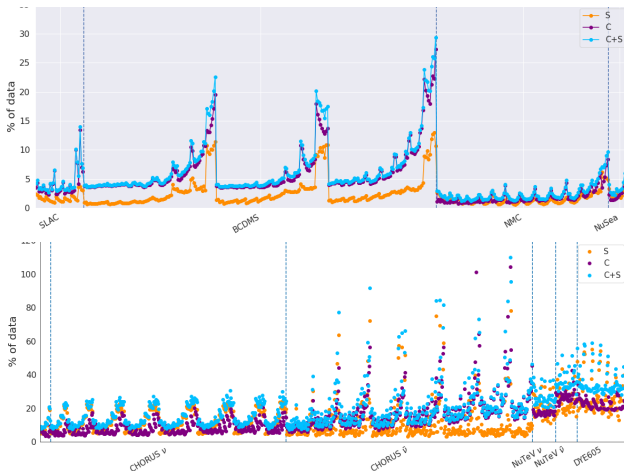 % of data
35
30
25
20
15
10
5
0
S
C
C+S
SLAC
BCDMS
NMC
NuSea
% of data
120
100
80
60
40
20
0
S
C
C+S
CHORUS ν
CHORUS ν̄
NuTeV ν
NuTeV ν̄
DYE605